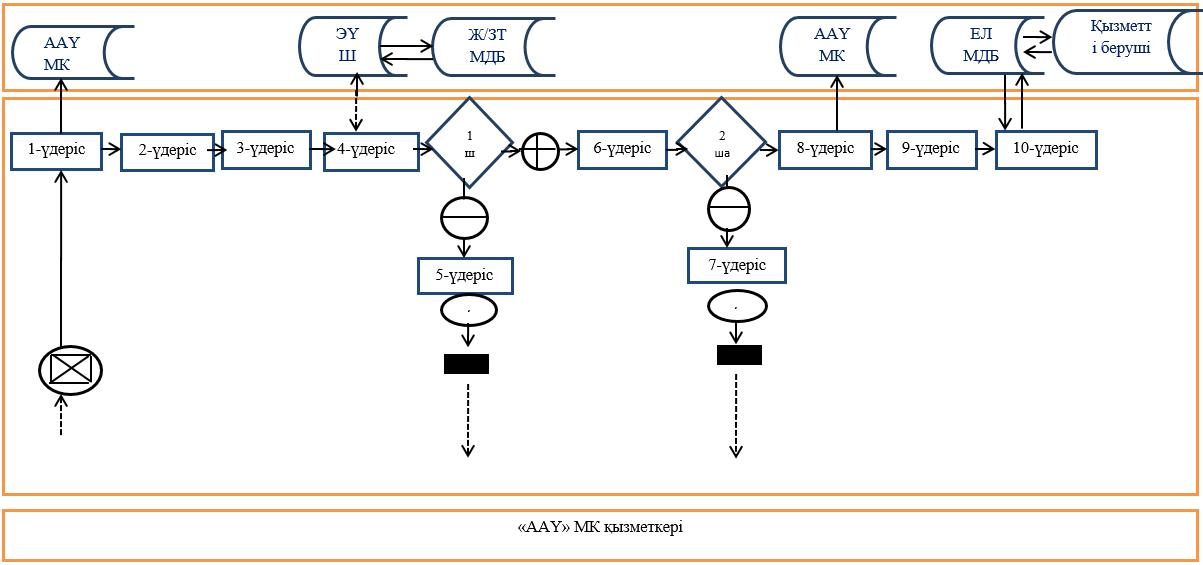 ААҮ
МК
ЭҮ
Ш
Ж/ЗТ
МДБ
ААҮ
МК
ЕЛ
МДБ
Қызметт
і беруші
1-үдеріс
2-үдеріс
3-үдеріс
4-үдеріс
1
ш
6-үдеріс
2
ша
8-үдеріс
9-үдеріс
10-үдеріс
5-үдеріс
7-үдеріс
.
.
«ААҮ» МК қызметкері